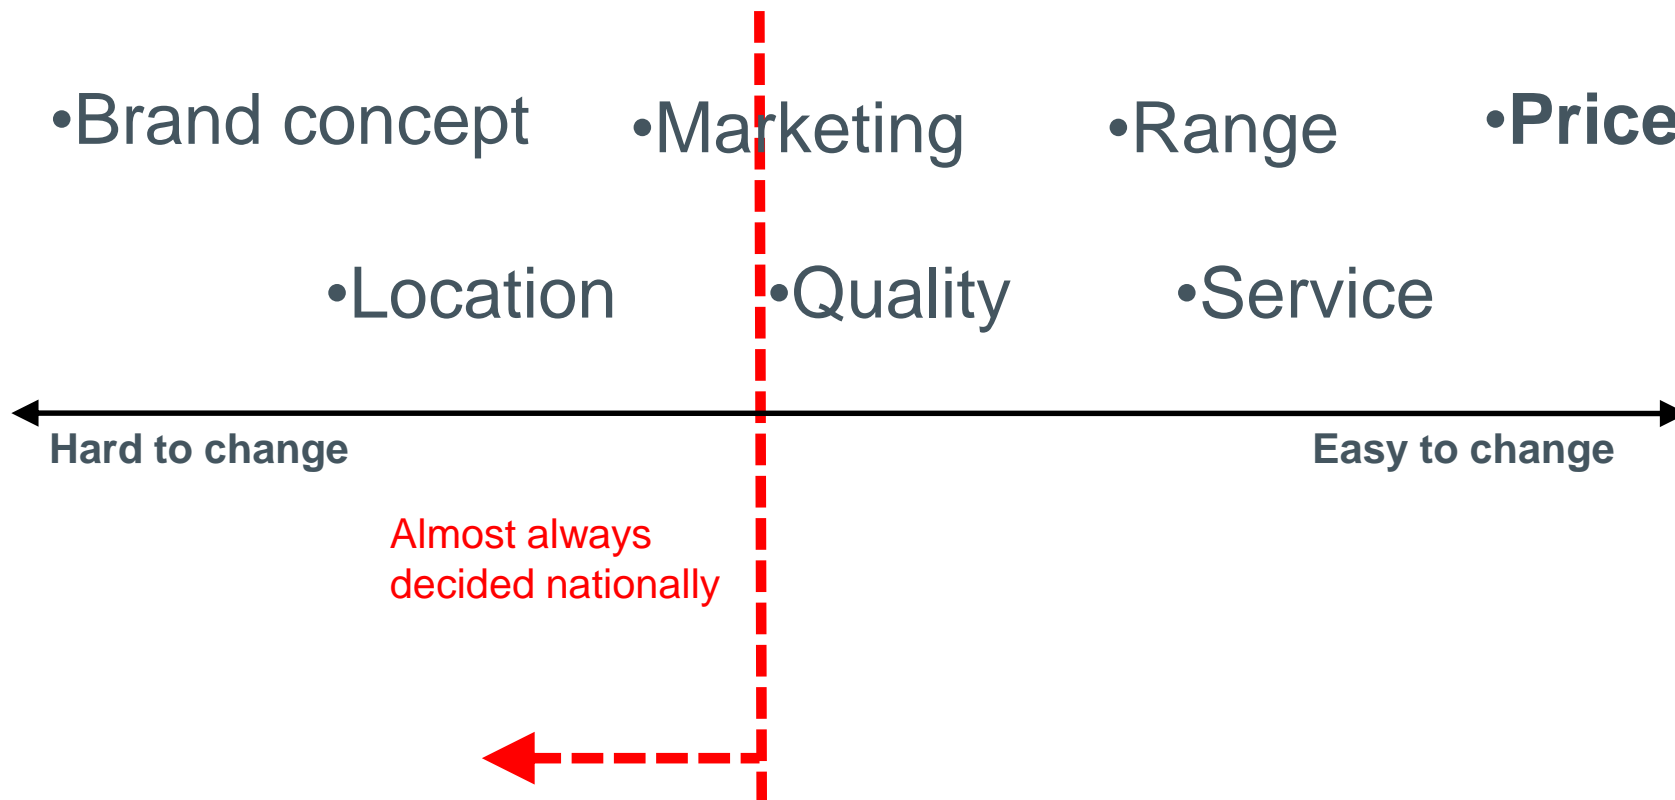 •Brand concept
•Marketing
•Range
•Price
•Location
•Quality
•Service
Hard to change
Easy to change
Almost always
decided nationally